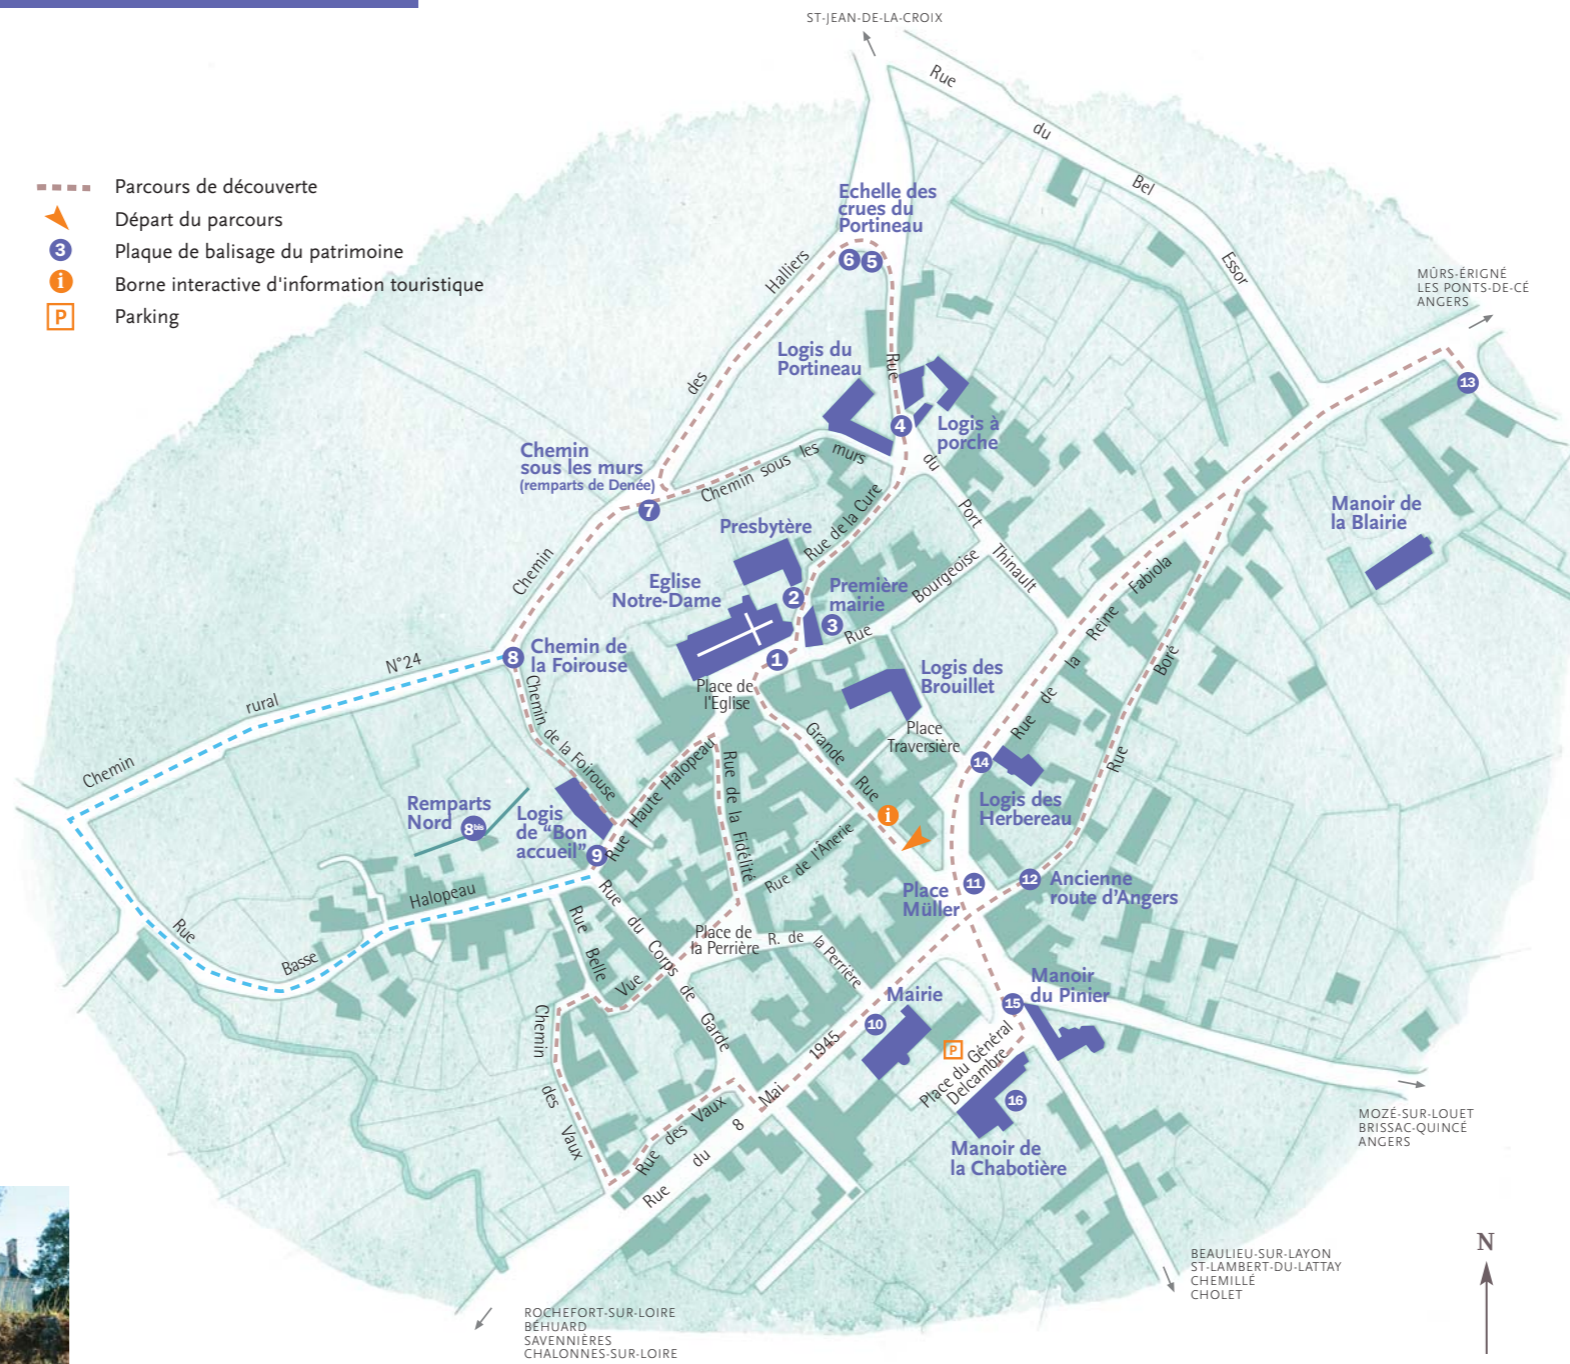 ST-JEAN-DE-LA-CROIX
Rue
du
Bel
Essor
Parcours de découverte
Départ du parcours
3 Plaque de balisage du patrimoine
i Borne interactive d'information touristique
P Parking
Echelle des
crues du
Portineau
6 5
MÛRS-ÉRIGNÉ
LES PONTS-DE-CÉ
ANGERS
Chemin
des
Halliers
Logis du
Portineau
Rue
du
Port
Thinault
4
Logis à
porche
13
Chemin
sous les murs
(remparts de Denée)
7
Chemin sous les murs
Presbytère
Rue de la Cure
Manoir de
la Blairie
Eglise
Notre-Dame
2
Première
mairie
3
Rue
Bourgeoise
Rue de la Reine Fabiola
8
Chemin de
la Foirouse
1
Place de
l'Eglise
Logis des
Brouillet
Chemin
rural
N°24
Chemin de la Foirouse
Place
Traversière
Grande
Rue
Rue
Boré
14
Logis des
Herbereau
Rue Haute Halopeau
Rue de la Fidélité
Remparts
Nord
8bis
Logis
de "Bon
accueil"
9
i
Rue de l'Ânerie
Place
Müller
11
12
Ancienne
route d'Angers
Rue
Basse
Halopeau
Rue
Belle
Vue
Rue
du
Corps
de
Garde
Place de
la Perrière
R. de
la Perrière
Mairie
10
Manoir
du Pinier
15
P
Place du Général
Delcambre
16
Manoir de
la Chabotière
Chemin
des
Vaux
Rue des Vaux
Rue
du
8
Mai
1945
MOZÉ-SUR-LOUET
BRISSAC-QUINCÉ
ANGERS
BEAULIEU-SUR-LAYON
ST-LAMBERT-DU-LATTAY
CHEMILLÉ
CHOLET
N
ROCHEFORT-SUR-LOIRE
BÉHUARD
SAVENNIÈRES
CHALONNES-SUR-LOIRE